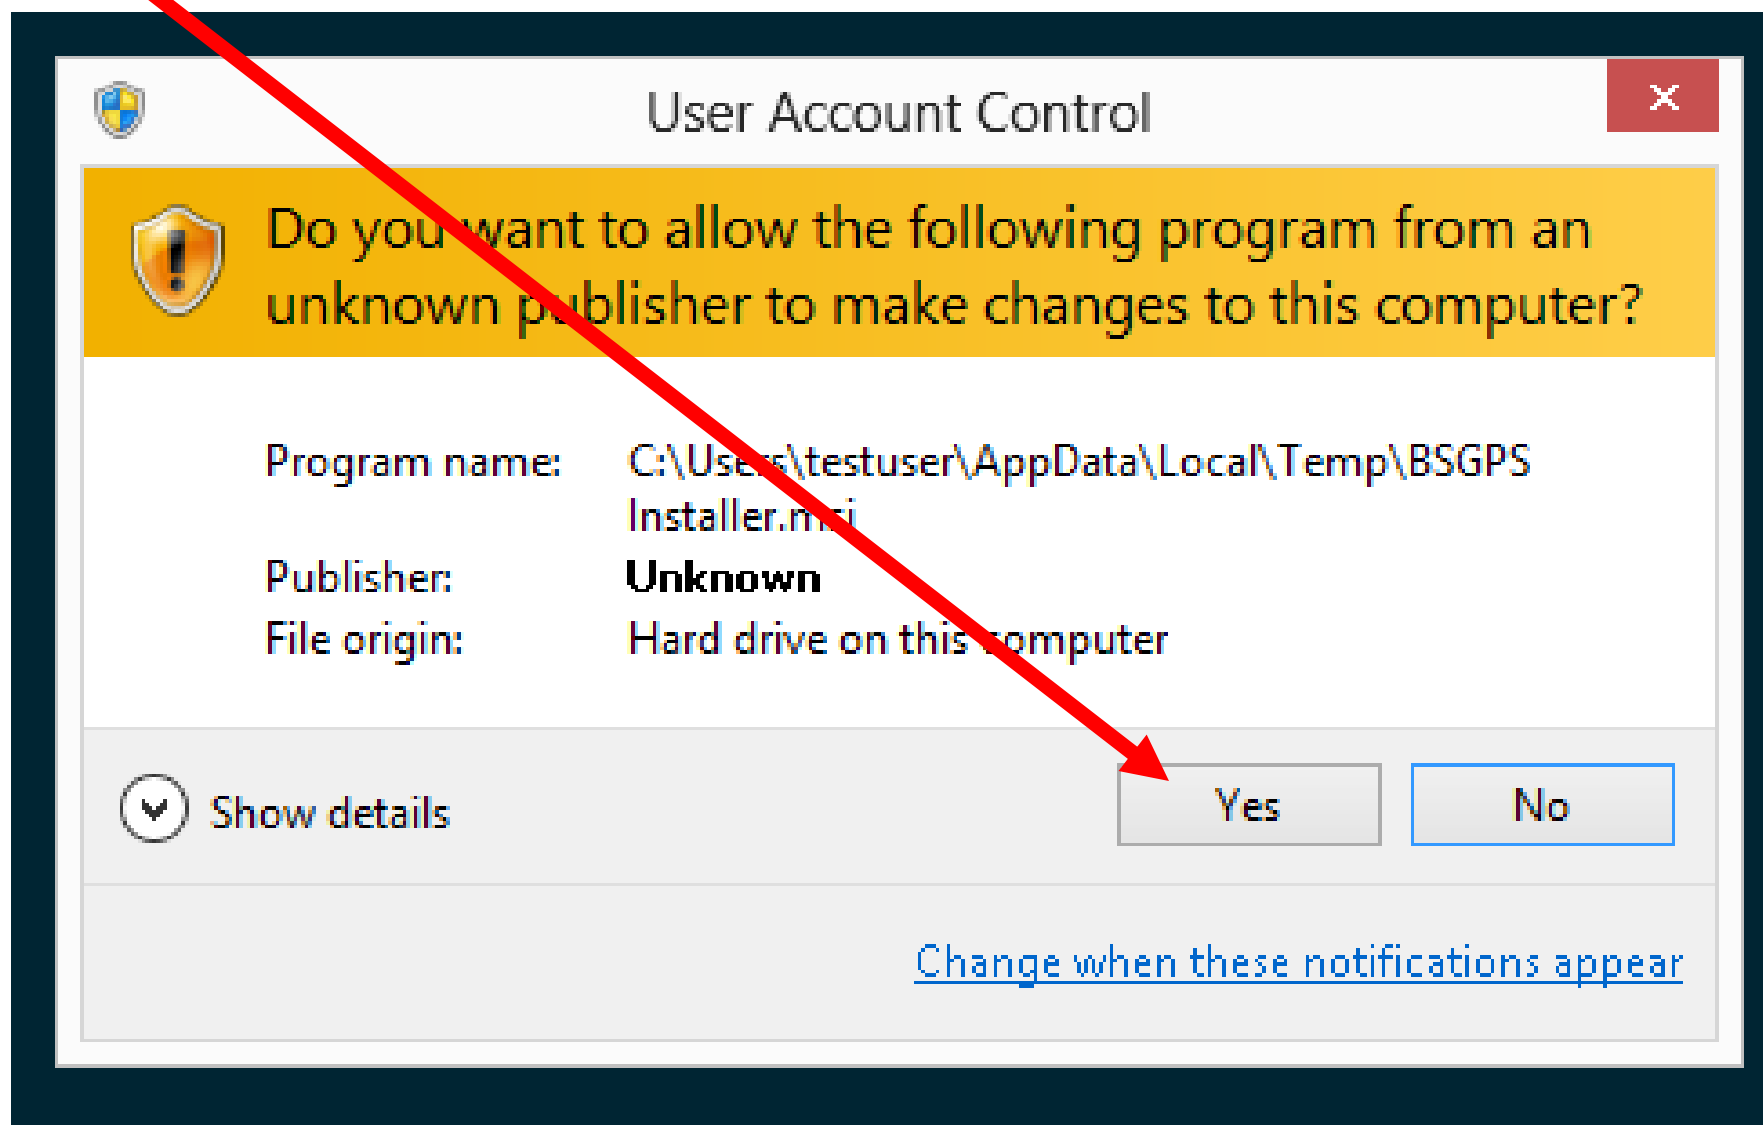 User Account Control
Do you want to allow the following program from an
unknown publisher to make changes to this computer?
Program name: C:\Users\testuser\AppData\Local\Temp\BSGPS
Installer.msi
Publisher: Unknown
File origin: Hard drive on this computer
Show details
Yes No
Change when these notifications appear